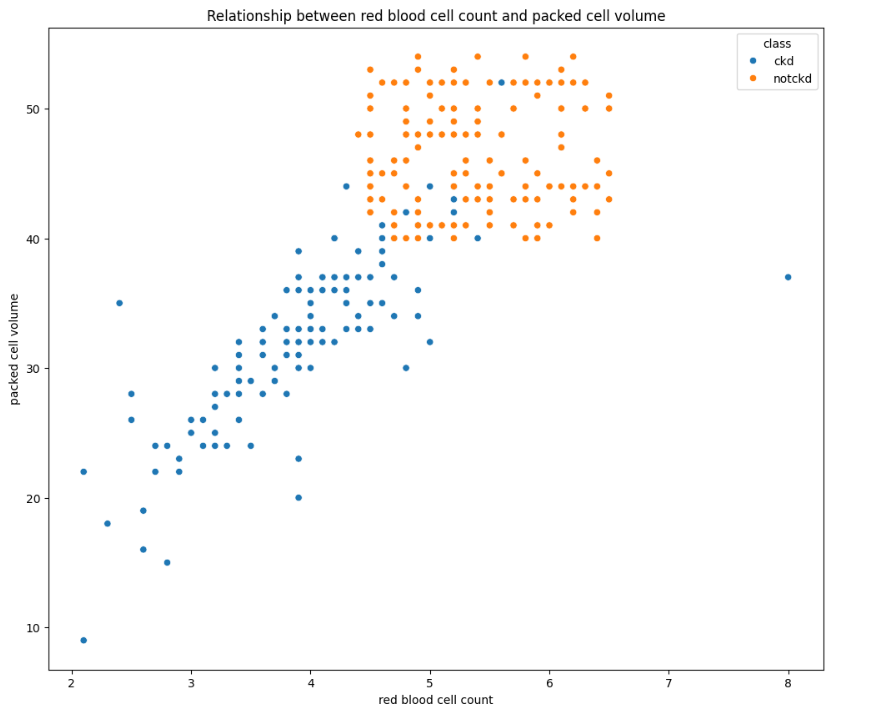 Relationship between red blood cell count and packed cell volume
class
ckd
notckd
packed cell volume
50
40
30
20
10
2 3 4 5 6 7 8
red blood cell count